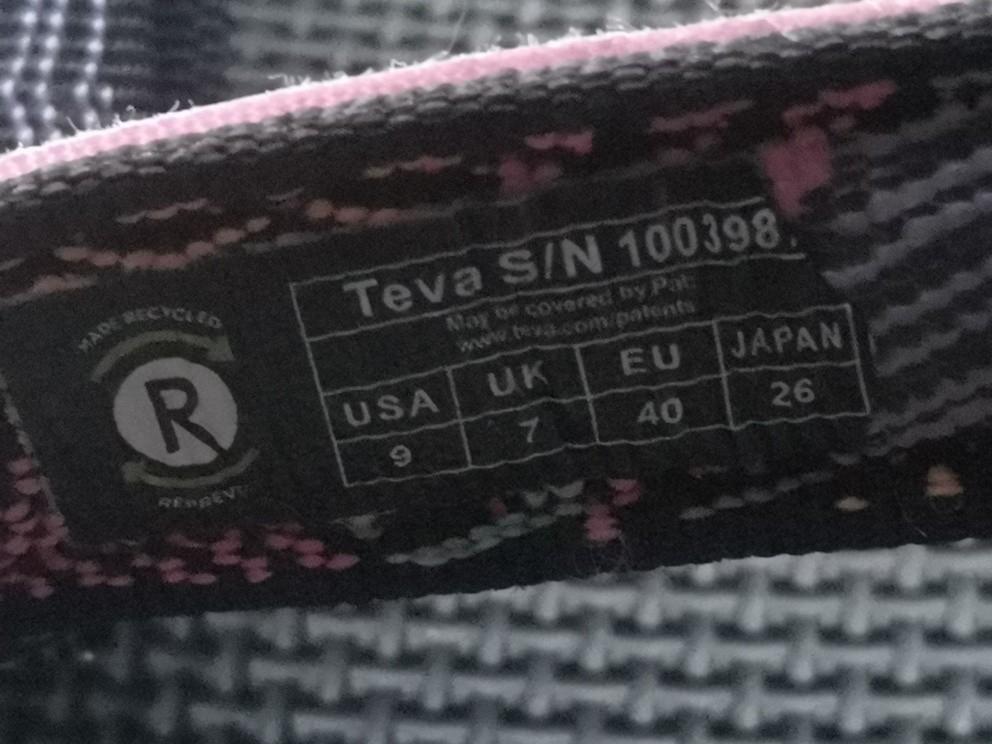 MADE RECYCLED
R
REPREVE
Teva S/N 100398
May be covered by Pat:
www.teva.com/patents
USA UK EU JAPAN
9 7 40 26